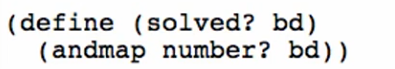 (define (solved? bd)
  (andmap number? bd))